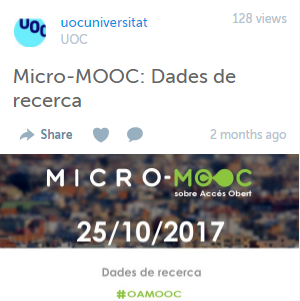 UOC
uocuniversitat
UOC
128 views
Micro-MOOC: Dades de
recerca
Share
2 months ago
MICRO-MOOC
sobre Accés Obert
25/10/2017
Dades de recerca
#OAMOOC